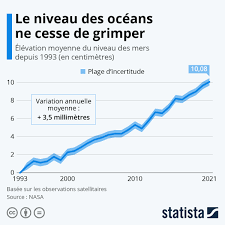 Le niveau des océans
ne cesse de grimper
Élévation moyenne du niveau des mers
depuis 1993 (en centimètres)
Plage d'incertitude
10,08
10
Variation annuelle
moyenne :
+ 3,5 millimètres
8
6
4
2
0
1993 2000 2010 2021
Basée sur les observations satellitaires
Source : NASA
statista